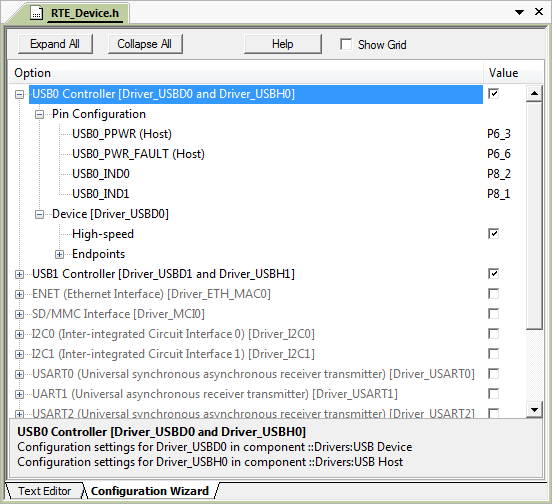 RTE_Device.h
Expand All Collapse All Help Show Grid
Option Value
USB0 Controller [Driver_USBD0 and Driver_USBH0]
Pin Configuration
USB0_PPWR (Host) P6_3
USB0_PWR_FAULT (Host) P6_6
USB0_IND0 P8_2
USB0_IND1 P8_1
Device [Driver_USBD0]
High-speed
Endpoints
USB1 Controller [Driver_USBD1 and Driver_USBH1]
ENET (Ethernet Interface) [Driver_ETH_MAC0]
SD/MMC Interface [Driver_MCI0]
I2C0 (Inter-integrated Circuit Interface 0) [Driver_I2C0]
I2C1 (Inter-integrated Circuit Interface 1) [Driver_I2C1]
USART0 (Universal synchronous asynchronous receiver transmitter) [Driver_USART0]
UART1 (Universal asynchronous receiver transmitter) [Driver_USART1]
USART2 (Universal synchronous asynchronous receiver transmitter) [Driver_USART2]
USB0 Controller [Driver_USBD0 and Driver_USBH0]
Configuration settings for Driver_USBD0 in component ::Drivers:USB Device
Configuration settings for Driver_USBH0 in component ::Drivers:USB Host
Text Editor Configuration Wizard